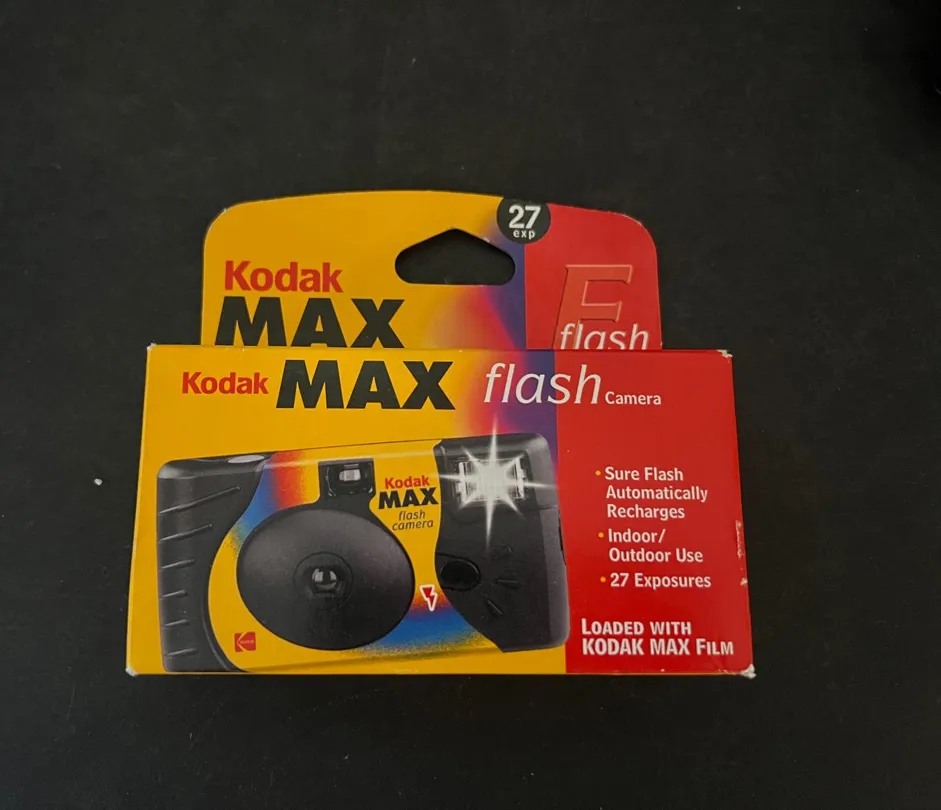 27
exp
Kodak
MAX
E
flash
Kodak MAX flash Camera
Kodak
MAX
flash
camera
• Sure Flash
Automatically
Recharges
• Indoor/
Outdoor Use
• 27 Exposures
LOADED WITH
KODAK MAX FILM